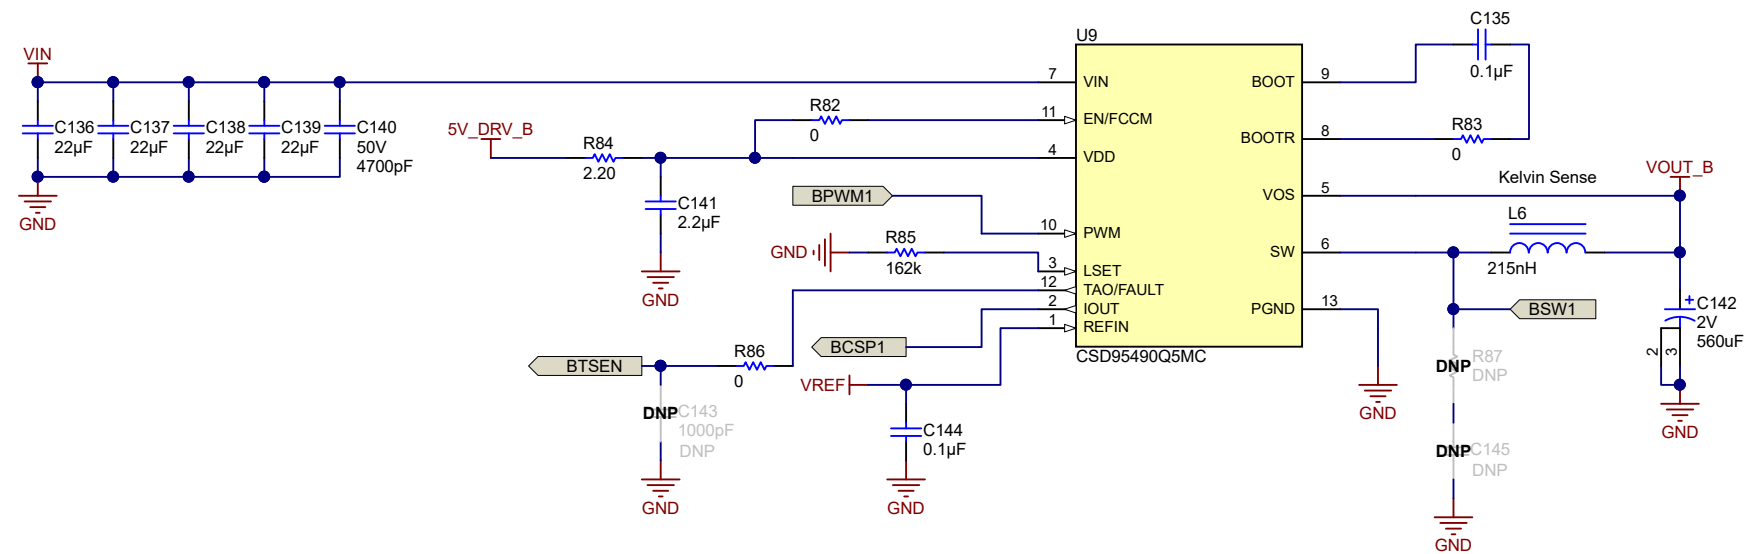 VIN
C136
22µF
C137
22µF
C138
22µF
C139
22µF
C140
50V
4700pF
GND
5V_DRV_B
R84
2.20
R82
0
C141
2.2µF
GND
BPWM1
GND
R85
162k
BTSEN
R86
0
DNP
C143
1000pF
DNP
GND
BCSP1
VREF
C144
0.1µF
GND
U9
7 VIN
11 EN/FCCM
4 VDD
10 PWM
3 LSET
12 TAO/FAULT
2 IOUT
1 REFIN
BOOT 9
BOOTR 8
VOS 5
SW 6
PGND 13
CSD95490Q5MC
C135
0.1µF
R83
0
Kelvin Sense
VOUT_B
L6
215nH
BSW1
C142
2V
560uF
+
2
3
GND
GND
DNP
R87
DNP
DNP
C145
DNP
GND